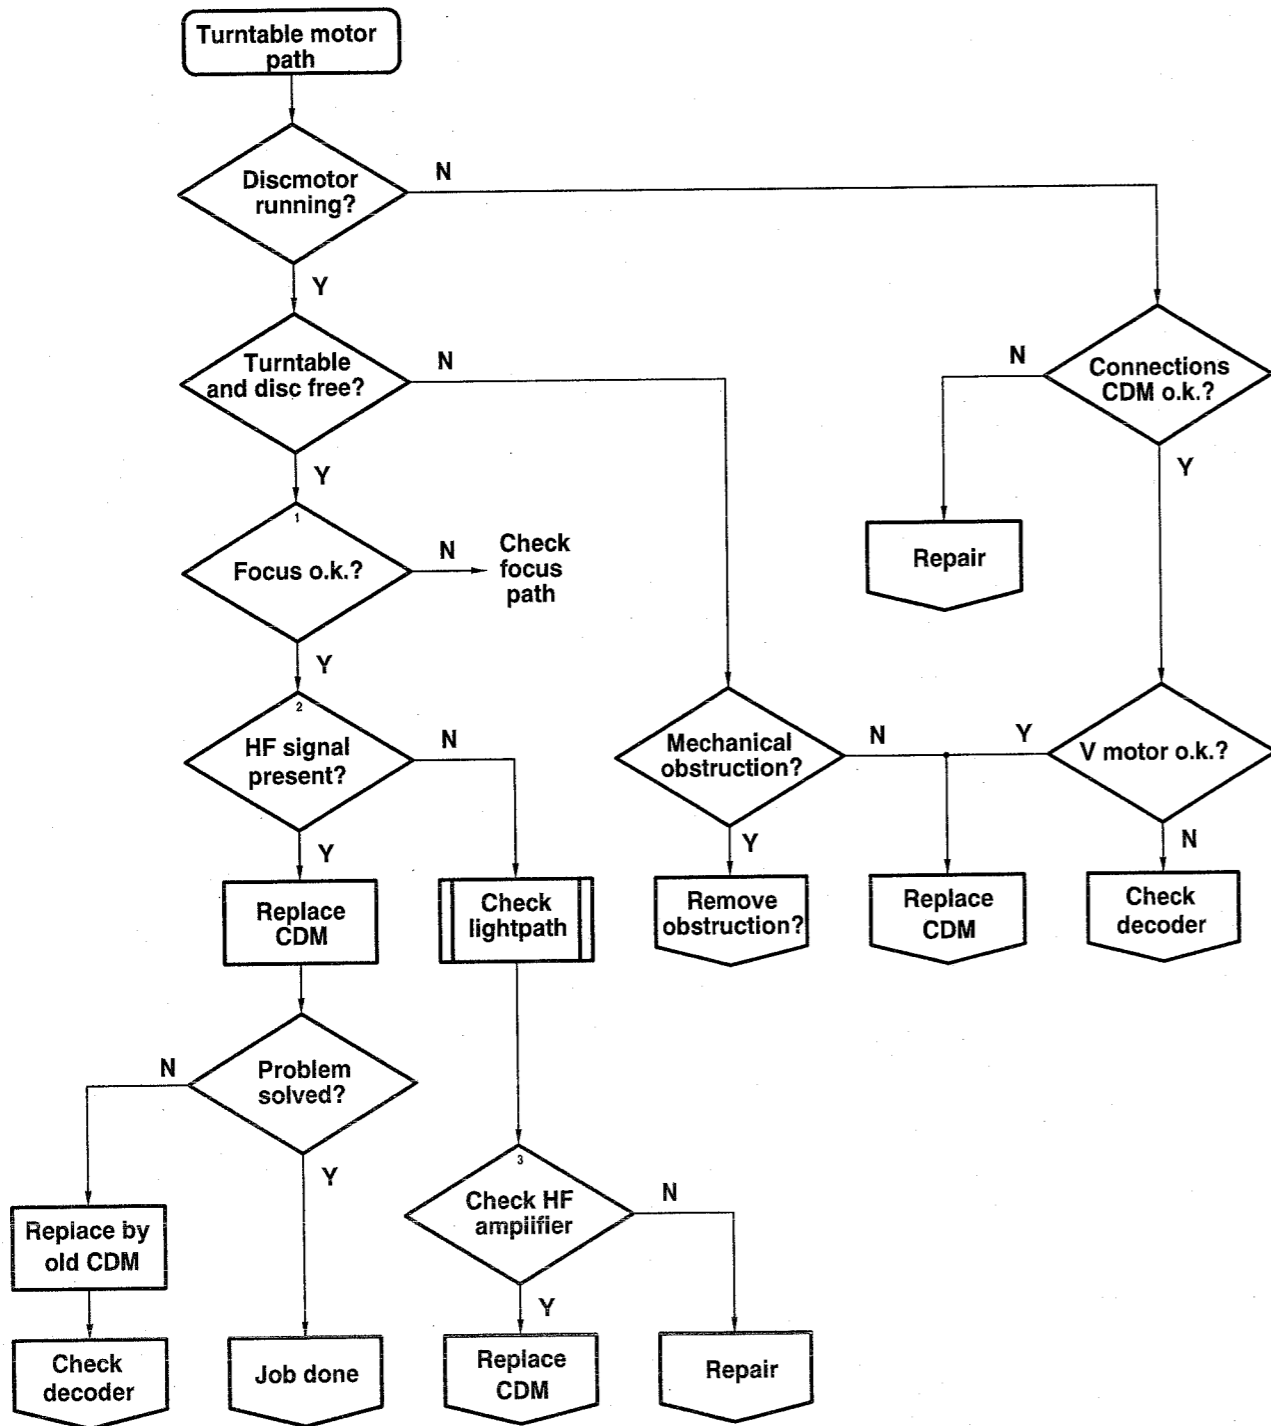 Turntable motor
path
Discmotor
running?
N
Y
Turntable
and disc free?
N
Y
N
Connections
CDM o.k.?
Y
1
Focus o.k.?
N
Check
focus
path
Y
Repair
2
HF signal
present?
N
Y
Mechanical
obstruction?
N
Y
Y
V motor o.k.?
N
Replace
CDM
Check
lightpath
Remove
obstruction?
Replace
CDM
Check
decoder
Problem
solved?
N
Y
3
Check HF
amplifier
N
Y
Replace by
old CDM
Check
decoder
Job done
Replace
CDM
Repair